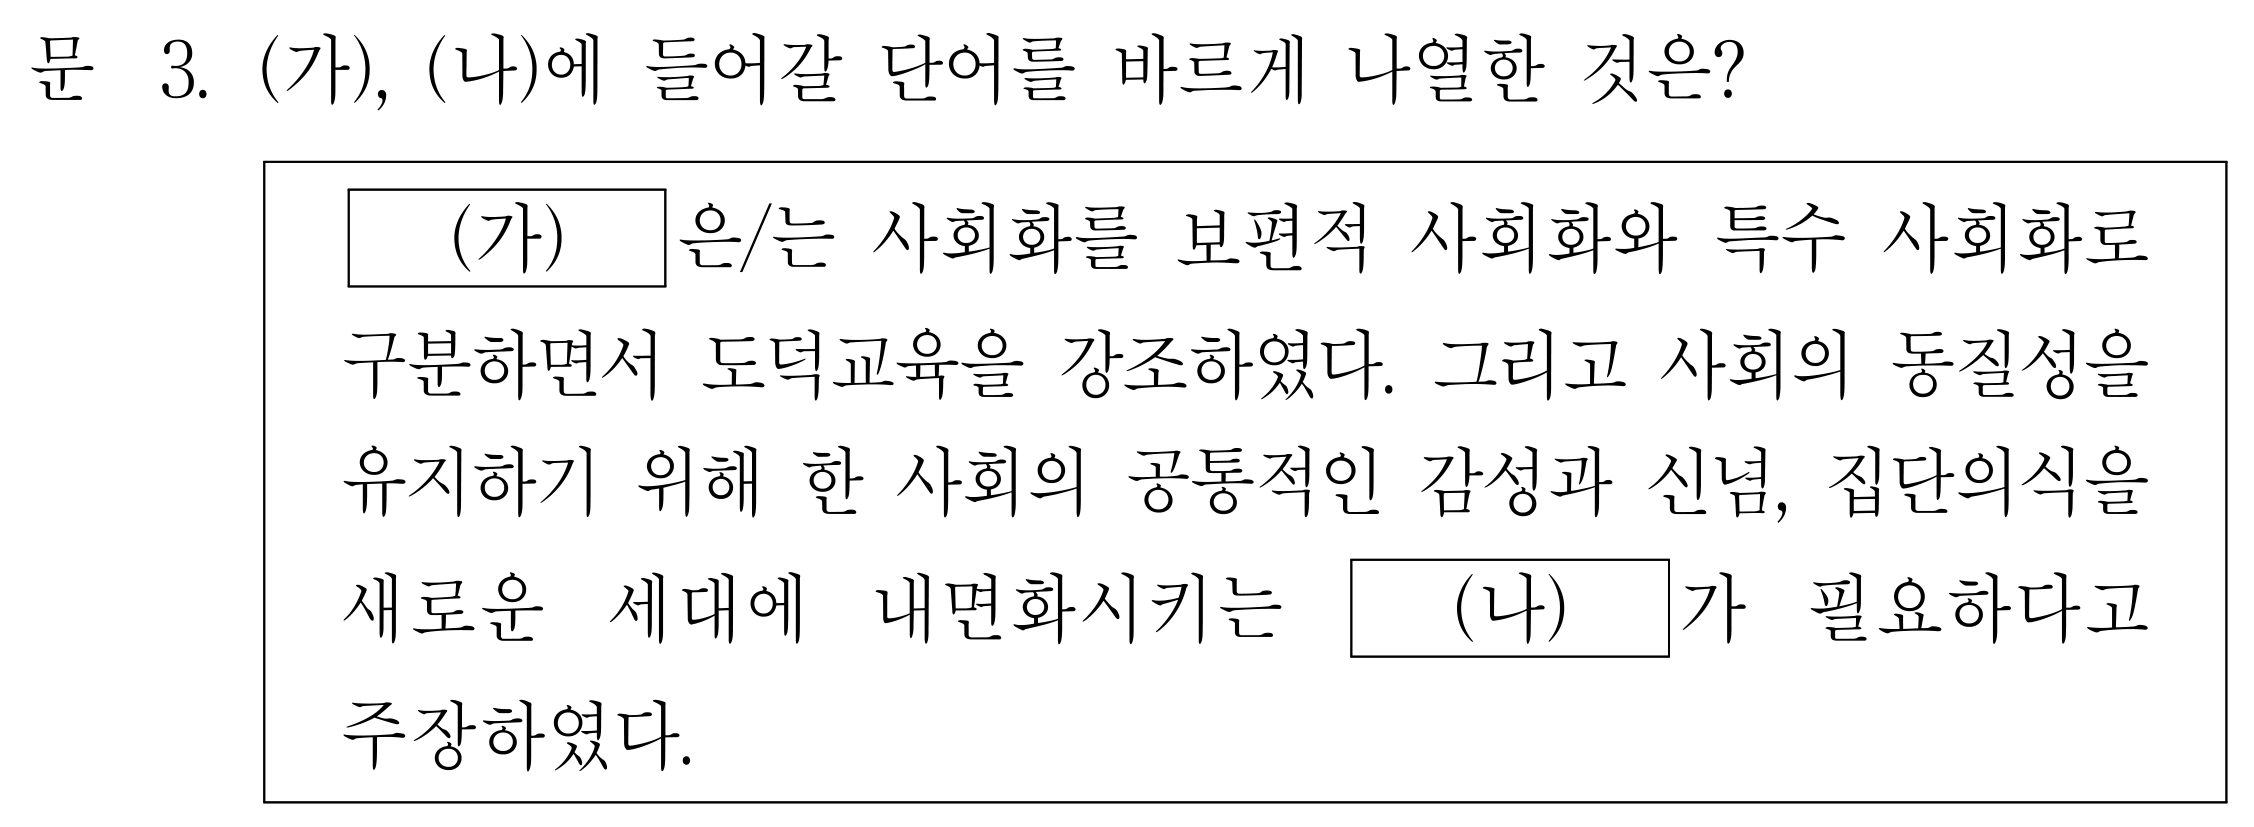 문 3. (가), (나)에 들어갈 단어를 바르게 나열한 것은?
(가) 은/는 사회화를 보편적 사회화와 특수 사회화로
구분하면서 도덕교육을 강조하였다. 그리고 사회의 동질성을
유지하기 위해 한 사회의 공통적인 감성과 신념, 집단의식을
새로운 세대에 내면화시키는 (나) 가 필요하다고
주장하였다.